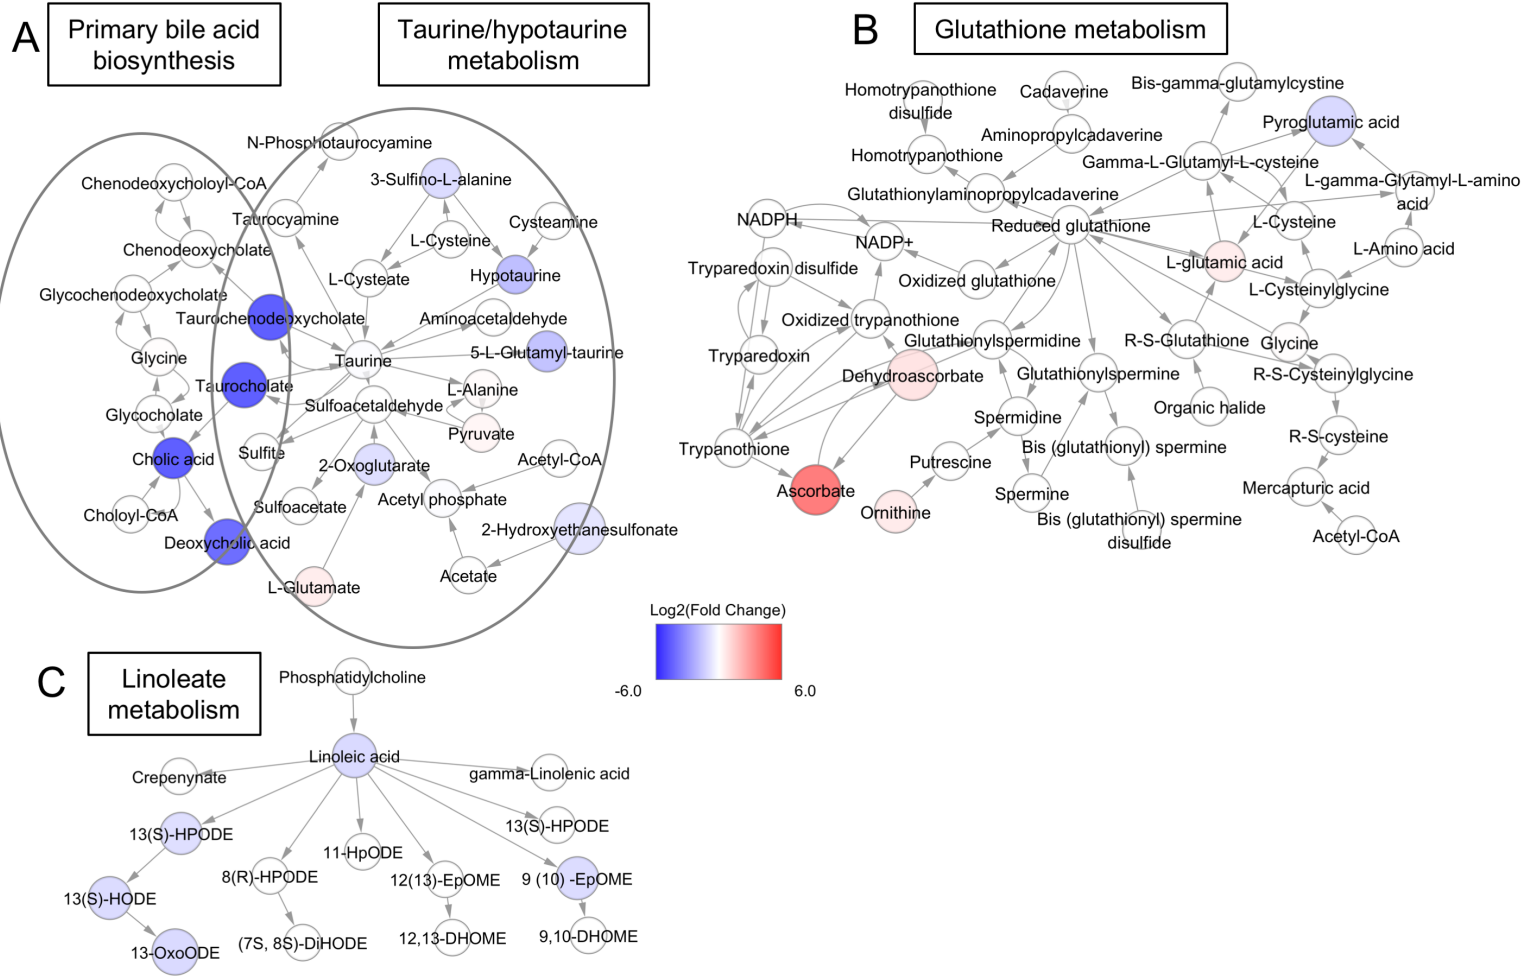 A
Primary bile acid
biosynthesis
Taurine/hypotaurine
metabolism
N-Phosphotaurocyamine
Chenodeoxycholoyl-CoA
3-Sulfino-L-alanine
Taurocyamine
Cysteamine
Chenodeoxycholate
L-Cysteine
L-Cysteate
Hypotaurine
Glycochenodeoxycholate
Taurochenodeoxycholate
Aminoacetaldehyde
Glycine
Taurine
5-L-Glutamyl-taurine
Taurocholate
L-Alanine
Glycocholate
Sulfoacetaldehyde
Pyruvate
Cholic acid
Sulfite
2-Oxoglutarate
Acetyl-CoA
Choloyl-CoA
Sulfoacetate
Acetyl phosphate
Deoxycholic acid
2-Hydroxyethanesulfonate
L-Glutamate
Acetate
B
Glutathione metabolism
Homotrypanothione
disulfide
Cadaverine
Bis-gamma-glutamylcystine
Pyroglutamic acid
Aminopropylcadaverine
Homotrypanothione
Gamma-L-Glutamyl-L-cysteine
Glutathionylaminopropylcadaverine
L-gamma-Glytamyl-L-amino
acid
NADPH
Reduced glutathione
L-Cysteine
NADP+
L-Amino acid
Tryparedoxin disulfide
Oxidized glutathione
L-glutamic acid
L-Cysteinylglycine
Oxidized trypanothione
Glutathionylspermidine
R-S-Glutathione
Glycine
Tryparedoxin
Dehydroascorbate
Glutathionylspermine
R-S-Cysteinylglycine
Organic halide
Spermidine
Trypanothione
Bis (glutathionyl) spermine
R-S-cysteine
Putrescine
Ascorbate
Spermine
Mercapturic acid
Ornithine
Bis (glutathionyl) spermine
disulfide
Acetyl-CoA
Log2(Fold Change)
-6.0
6.0
C
Linoleate
metabolism
Phosphatidylcholine
Linoleic acid
Crepenynate
gamma-Linolenic acid
13(S)-HPODE
13(S)-HPODE
11-HpODE
8(R)-HPODE
12(13)-EpOME
9 (10) -EpOME
13(S)-HODE
13-OxoODE
(7S, 8S)-DiHODE
12,13-DHOME
9,10-DHOME